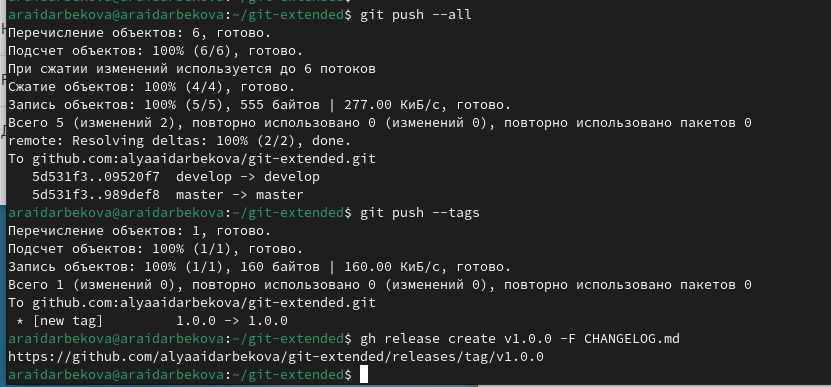 araidarbekova@araidarbekova:~/git-extended$ git push --all
Перечисление объектов: 6, готово.
Подсчет объектов: 100% (6/6), готово.
При сжатии изменений используется до 6 потоков
Сжатие объектов: 100% (4/4), готово.
Запись объектов: 100% (5/5), 555 байтов | 277.00 КиБ/с, готово.
Всего 5 (изменений 2), повторно использовано 0 (изменений 0), повторно использовано пакетов 0
remote: Resolving deltas: 100% (2/2), done.
To github.com:alyaaidarbekova/git-extended.git
   5d531f3..09520f7  develop -> develop
   5d531f3..989def8  master -> master
araidarbekova@araidarbekova:~/git-extended$ git push --tags
Перечисление объектов: 1, готово.
Подсчет объектов: 100% (1/1), готово.
Запись объектов: 100% (1/1), 160 байтов | 160.00 КиБ/с, готово.
Всего 1 (изменений 0), повторно использовано 0 (изменений 0), повторно использовано пакетов 0
To github.com:alyaaidarbekova/git-extended.git
 * [new tag]         1.0.0 -> 1.0.0
araidarbekova@araidarbekova:~/git-extended$ gh release create v1.0.0 -F CHANGELOG.md
https://github.com/alyaaidarbekova/git-extended/releases/tag/v1.0.0
araidarbekova@araidarbekova:~/git-extended$